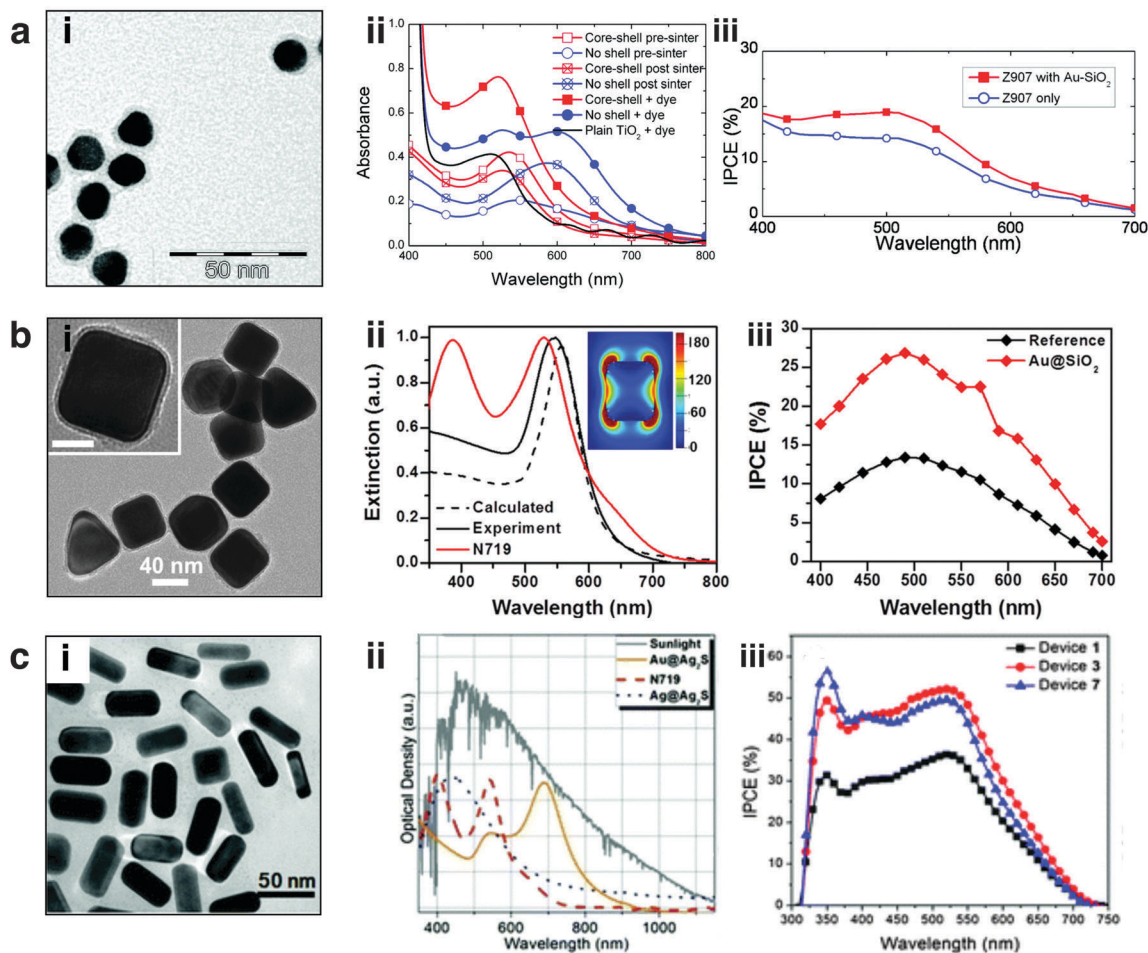 a
i
50 nm
ii
1.0
0.8
0.6
0.4
0.2
0.0
Absorbance
Core-shell pre-sinter
No shell pre-sinter
Core-shell post sinter
No shell post sinter
Core-shell + dye
No shell + dye
Plain TiO₂ + dye
400 450 500 550 600 650 700 750 800
Wavelength (nm)
iii
30
20
10
0
IPCE (%)
Z907 with Au-SiO₂
Z907 only
400 500 600 700
Wavelength (nm)
b
i
40 nm
ii
1.0
0.8
0.6
0.4
0.2
0.0
Extinction (a.u.)
180
120
60
0
Calculated
Experiment
N719
400 500 600 700 800
Wavelength (nm)
iii
30
25
20
15
10
5
0
IPCE (%)
Reference
Au@SiO₂
400 450 500 550 600 650 700
Wavelength (nm)
c
i
50 nm
ii
Optical Density (a.u.)
Sunlight
Au@Ag₂S
N719
Ag@Ag₂S
400 600 800 1000
Wavelength (nm)
iii
60
50
40
30
20
10
0
IPCE (%)
Device 1
Device 3
Device 7
300 350 400 450 500 550 600 650 700 750
Wavelength (nm)